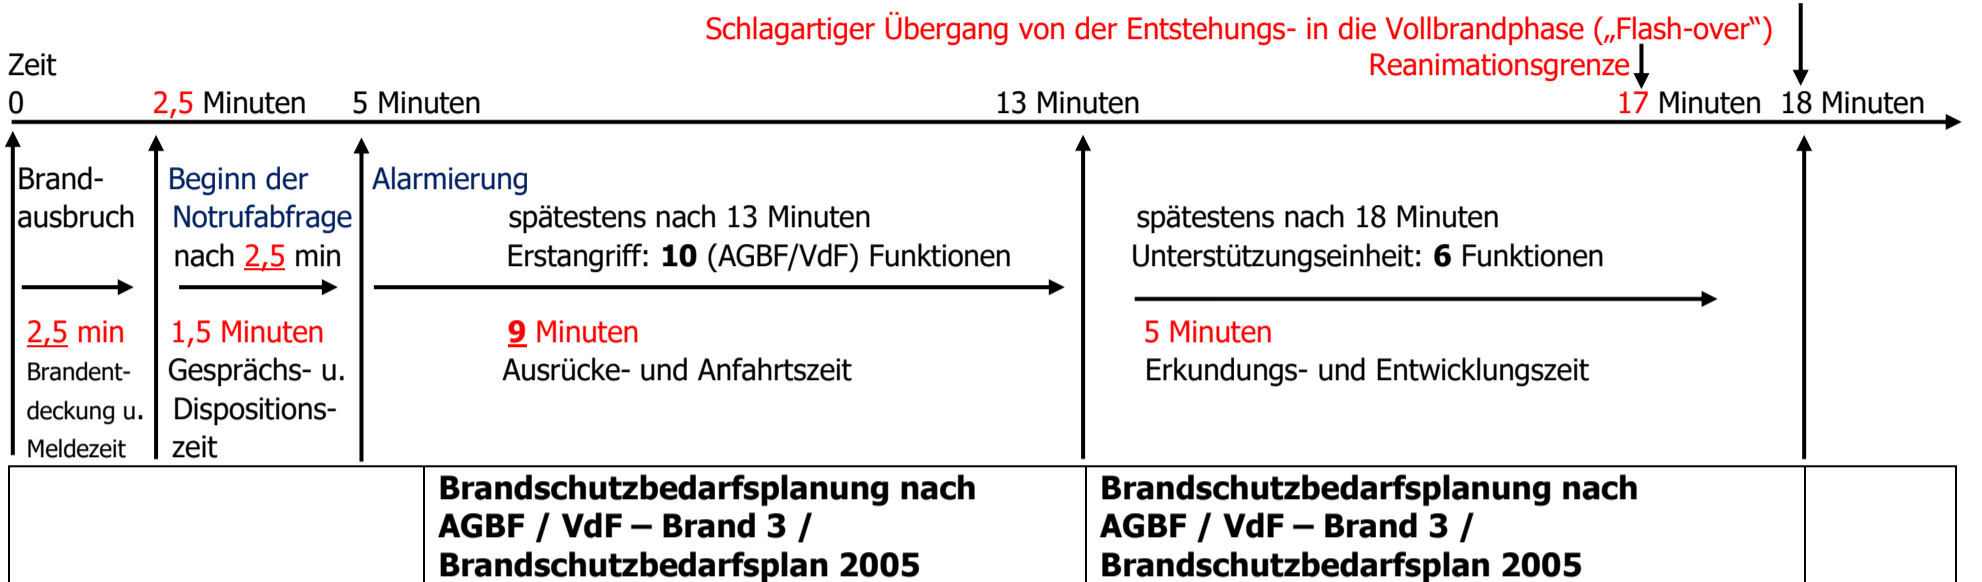 Schlagartiger Übergang von der Entstehungs- in die Vollbrandphase („Flash-over“)
Zeit
Reanimationsgrenze
0
2,5 Minuten
5 Minuten
13 Minuten
17 Minuten
18 Minuten
Brand-
ausbruch
Beginn der
Notrufabfrage
nach 2,5 min
Alarmierung
spätestens nach 13 Minuten
Erstangriff: 10 (AGBF/VdF) Funktionen
spätestens nach 18 Minuten
Unterstützungseinheit: 6 Funktionen
2,5 min
Brandent-
deckung u.
Meldezeit
1,5 Minuten
Gesprächs- u.
Dispositions-
zeit
9 Minuten
Ausrücke- und Anfahrtszeit
5 Minuten
Erkundungs- und Entwicklungszeit
Brandschutzbedarfsplanung nach
AGBF / VdF – Brand 3 /
Brandschutzbedarfsplan 2005
Brandschutzbedarfsplanung nach
AGBF / VdF – Brand 3 /
Brandschutzbedarfsplan 2005